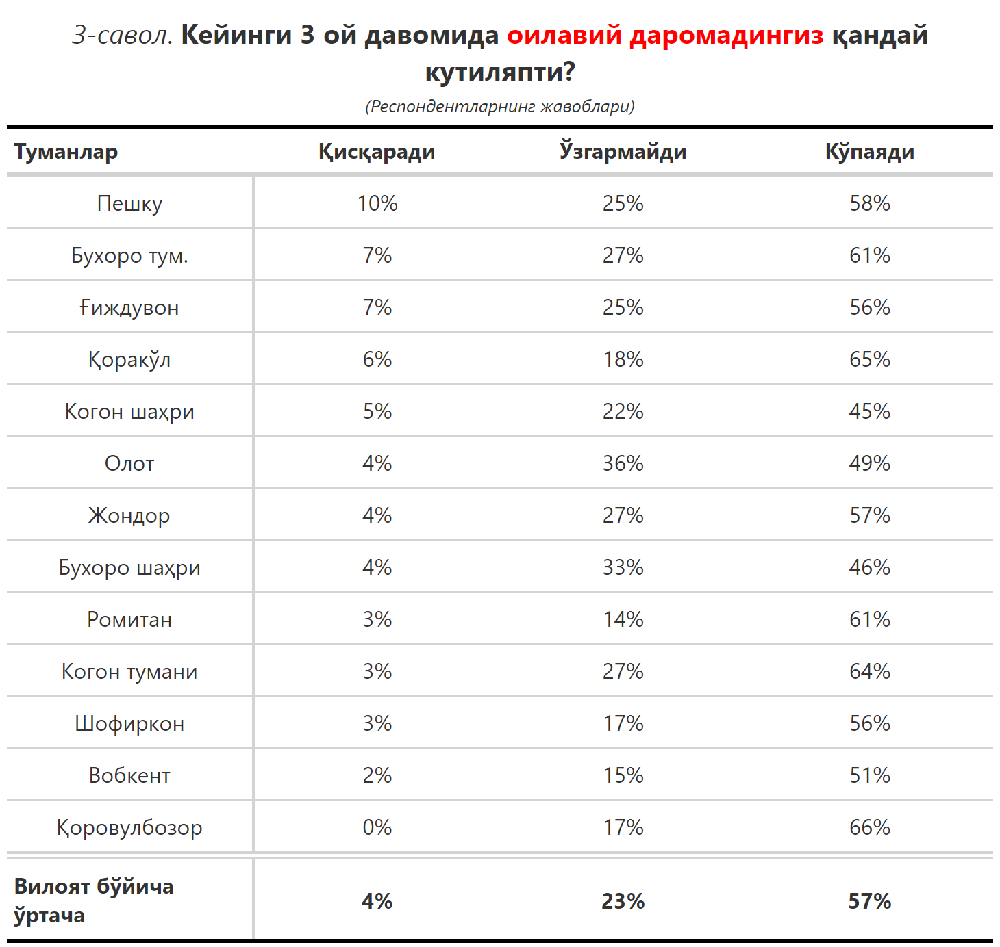 3-савол. Кейинги 3 ой давомида оилавий даромадингиз қандай
кутиляпти?
(Респондентларнинг жавоблари)
Туманлар Қисқаради Ўзгармайди Кўпаяди
Пешку 10% 25% 58%
Бухоро тум. 7% 27% 61%
Ғиждувон 7% 25% 56%
Қоракўл 6% 18% 65%
Когон шаҳри 5% 22% 45%
Олот 4% 36% 49%
Жондор 4% 27% 57%
Бухоро шаҳри 4% 33% 46%
Ромитан 3% 14% 61%
Когон тумани 3% 27% 64%
Шофиркон 3% 17% 56%
Вобкент 2% 15% 51%
Қоровулбозор 0% 17% 66%
Вилоят бўйича
ўртача 4% 23% 57%